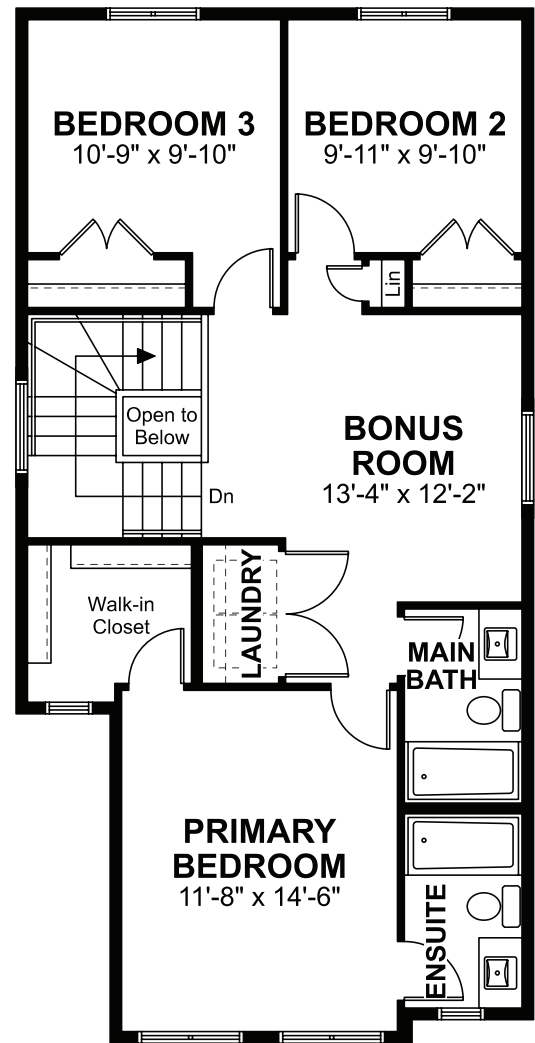 BEDROOM 3
10'-9" x 9'-10"
BEDROOM 2
9'-11" x 9'-10"
Lin
Open to
Below
BONUS
ROOM
13'-4" x 12'-2"
Dn
LAUNDRY
Walk-in
Closet
MAIN
BATH
PRIMARY
BEDROOM
11'-8" x 14'-6"
ENSUITE